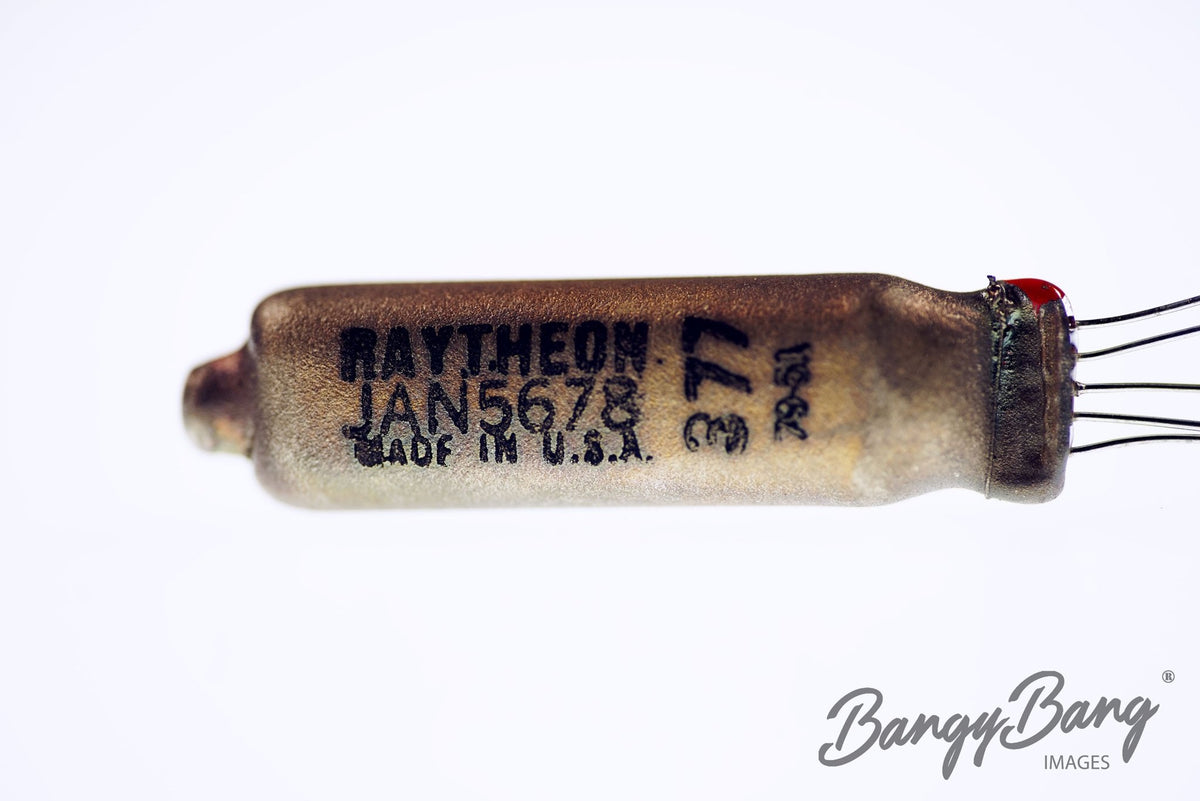 RAYTHEON
JAN5678
MADE IN U.S.A.
377
BangyBang®
IMAGES